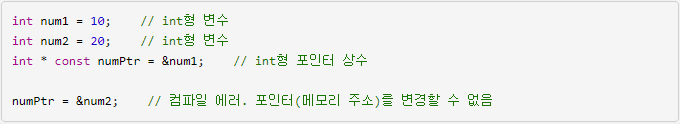 int num1 = 10;    // int형 변수
int num2 = 20;    // int형 변수
int * const numPtr = &num1;    // int형 포인터 상수
numPtr = &num2;    // 컴파일 에러. 포인터(메모리 주소)를 변경할 수 없음